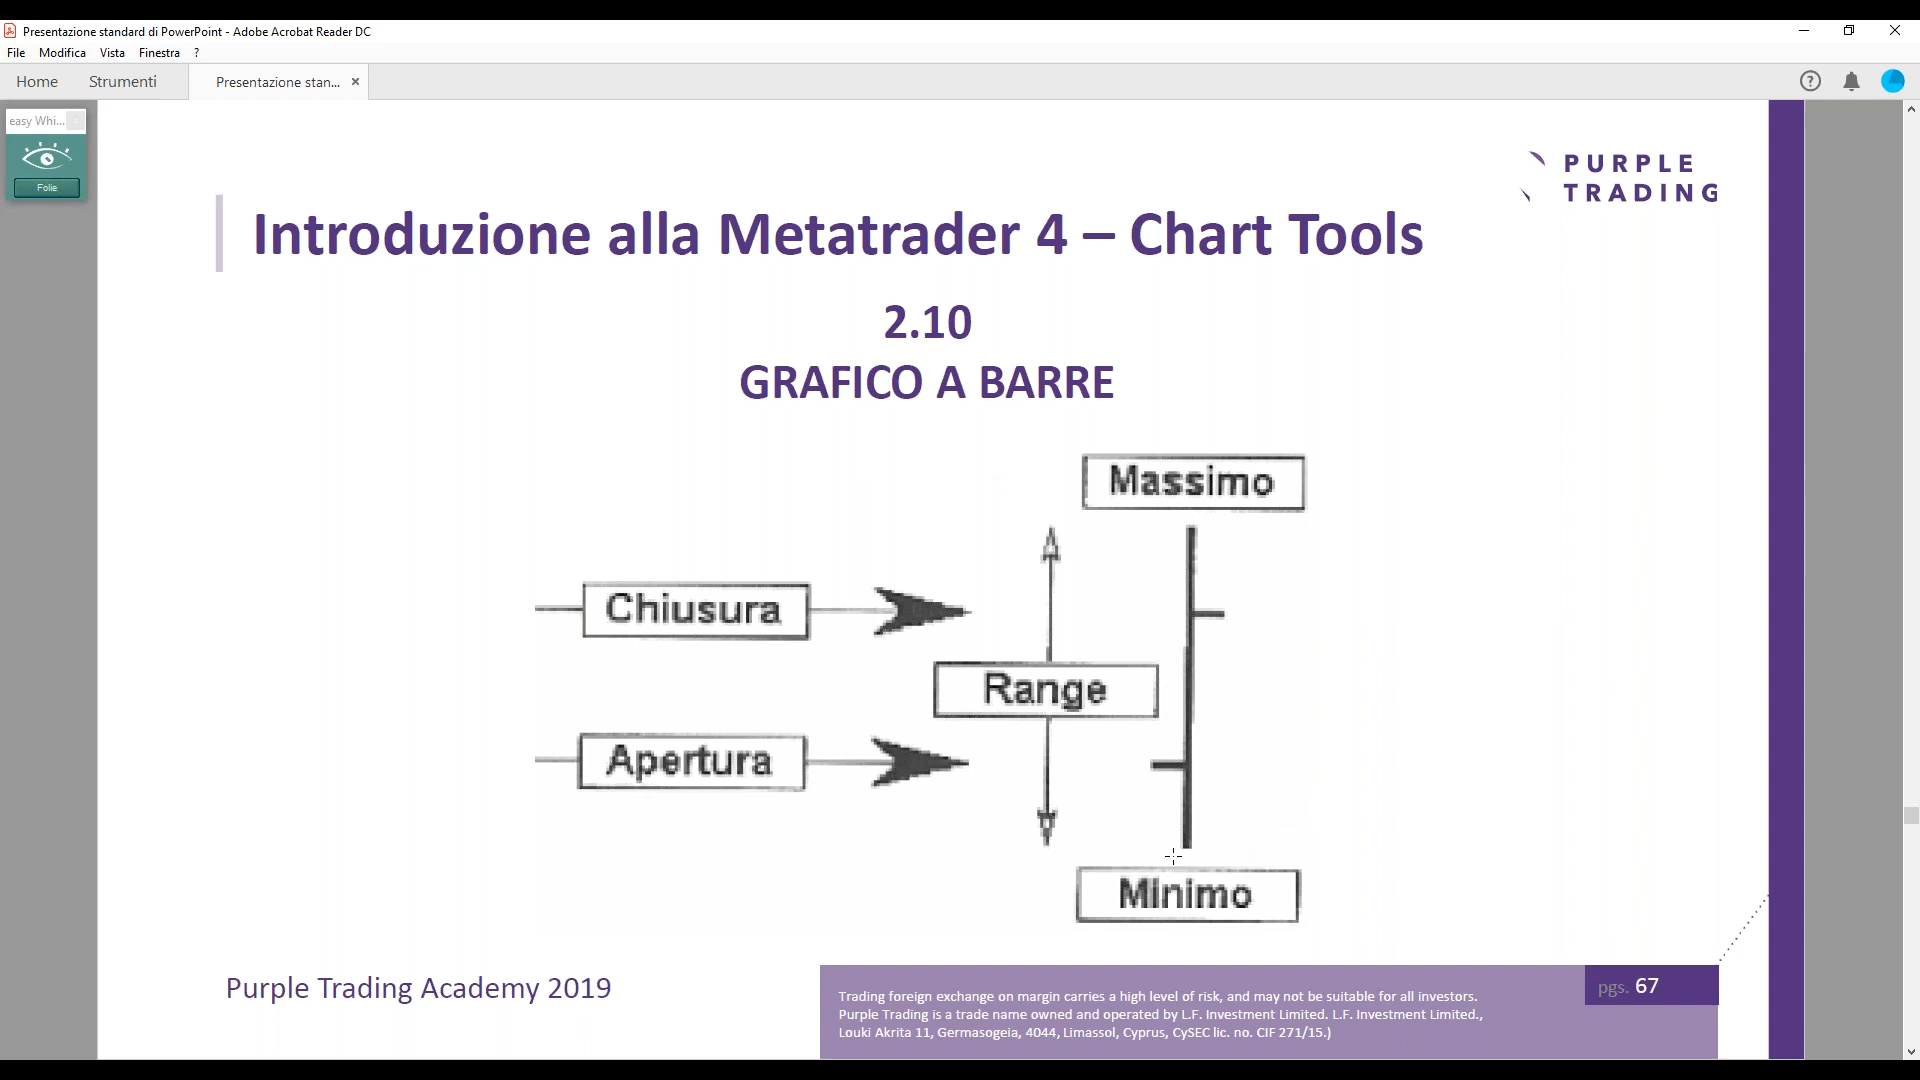 Presentazione standard di PowerPoint - Adobe Acrobat Reader DC
File Modifica Vista Finestra ?
Home Strumenti Presentazione stan... ×
easy Whi...
Folie
PURPLE
TRADING
Introduzione alla Metatrader 4 – Chart Tools
2.10
GRAFICO A BARRE
Massimo
Chiusura
Range
Apertura
Minimo
Purple Trading Academy 2019
pgs. 67
Trading foreign exchange on margin carries a high level of risk, and may not be suitable for all investors.
Purple Trading is a trade name owned and operated by L.F. Investment Limited. L.F. Investment Limited.,
Louki Akrita 11, Germasogeia, 4044, Limassol, Cyprus, CySEC lic. no. CIF 271/15.)